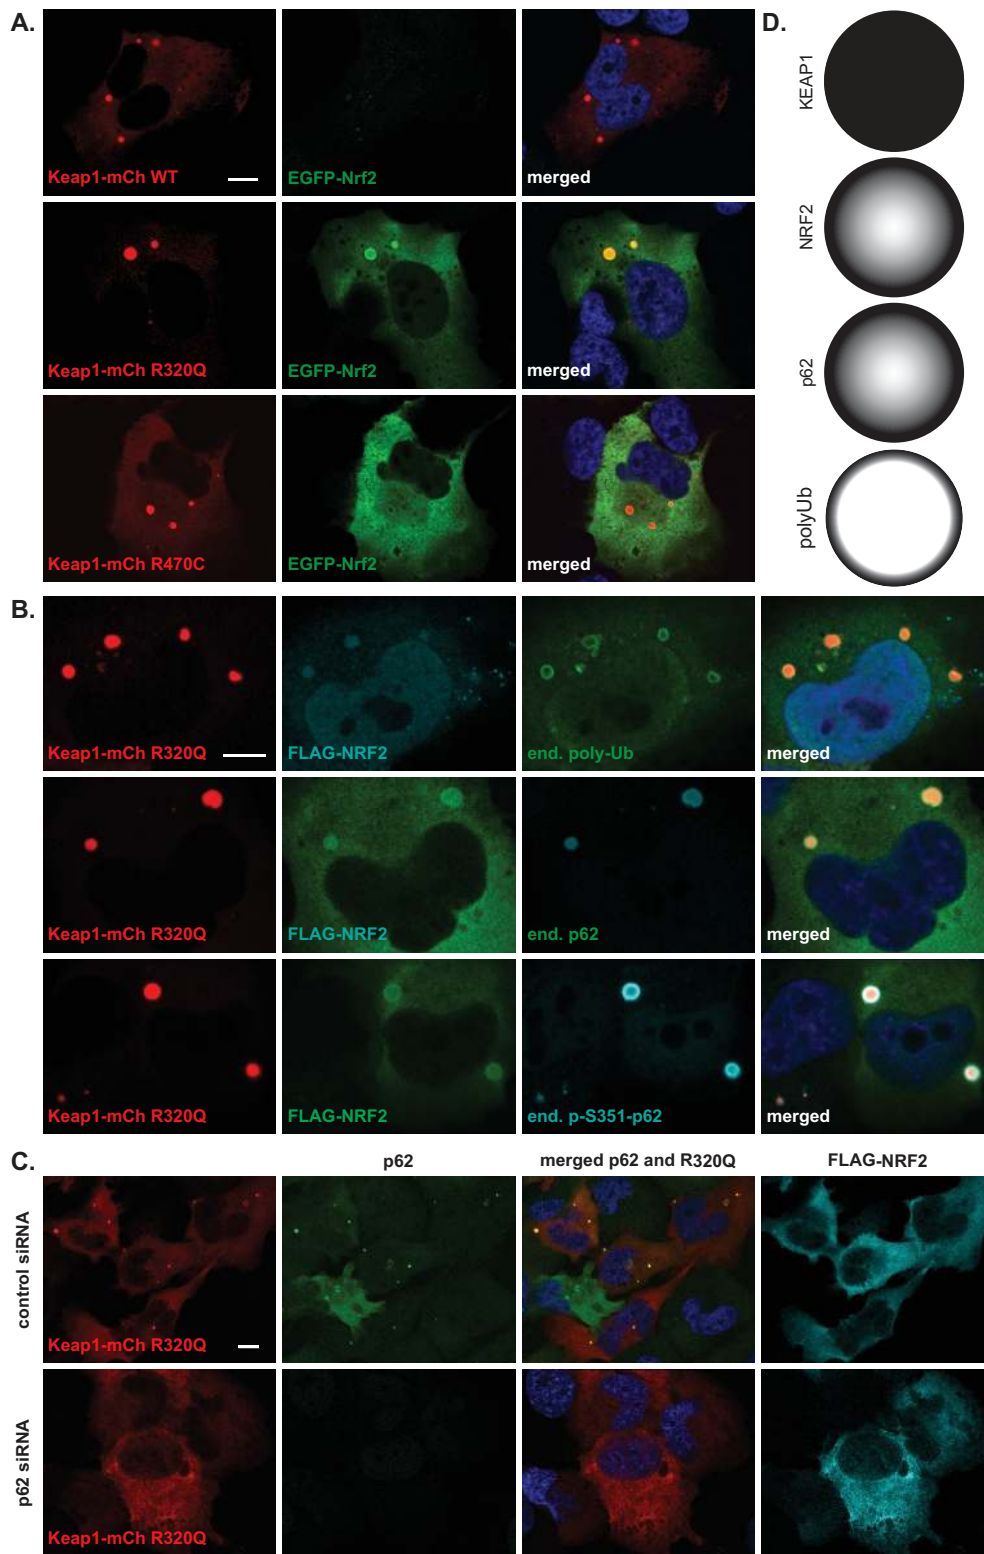 A.
Keap1-mCh WT
EGFP-Nrf2
merged
Keap1-mCh R320Q
EGFP-Nrf2
merged
Keap1-mCh R470C
EGFP-Nrf2
merged
D.
KEAP1
NRF2
p62
polyUb
B.
Keap1-mCh R320Q
FLAG-NRF2
end. poly-Ub
merged
Keap1-mCh R320Q
FLAG-NRF2
end. p62
merged
Keap1-mCh R320Q
FLAG-NRF2
end. p-S351-p62
merged
C.
p62
merged p62 and R320Q
FLAG-NRF2
control siRNA
Keap1-mCh R320Q
p62 siRNA
Keap1-mCh R320Q